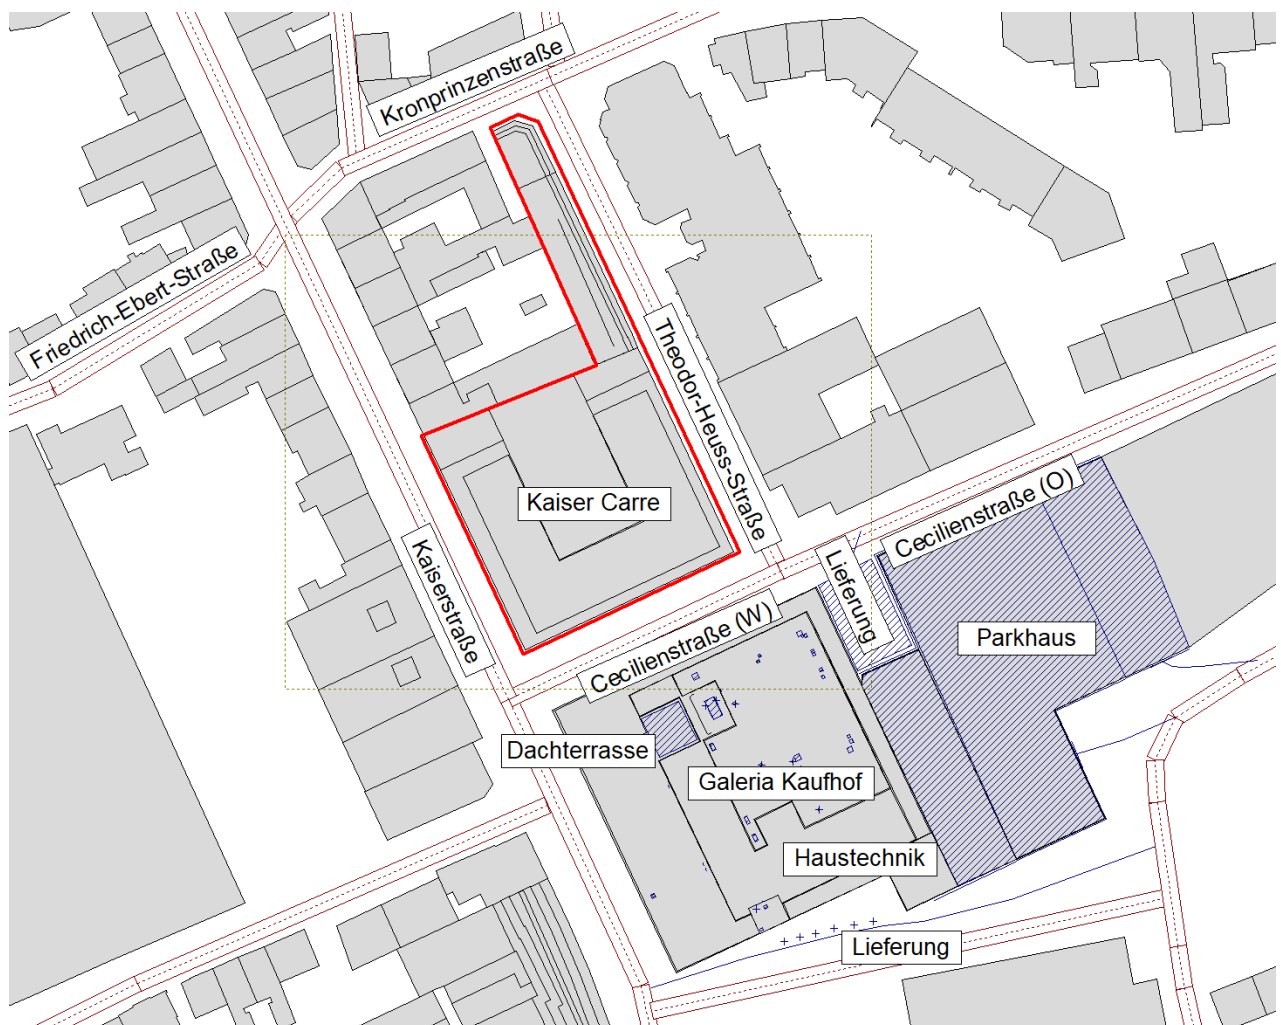 Kronprinzenstraße
Friedrich-Ebert-Straße
Theodor-Heuss-Straße
Kaiser Carre
Kaiserstraße
Cecilienstraße (O)
Lieferung
Parkhaus
Cecilienstraße (W)
Dachterrasse
Galeria Kaufhof
Haustechnik
Lieferung